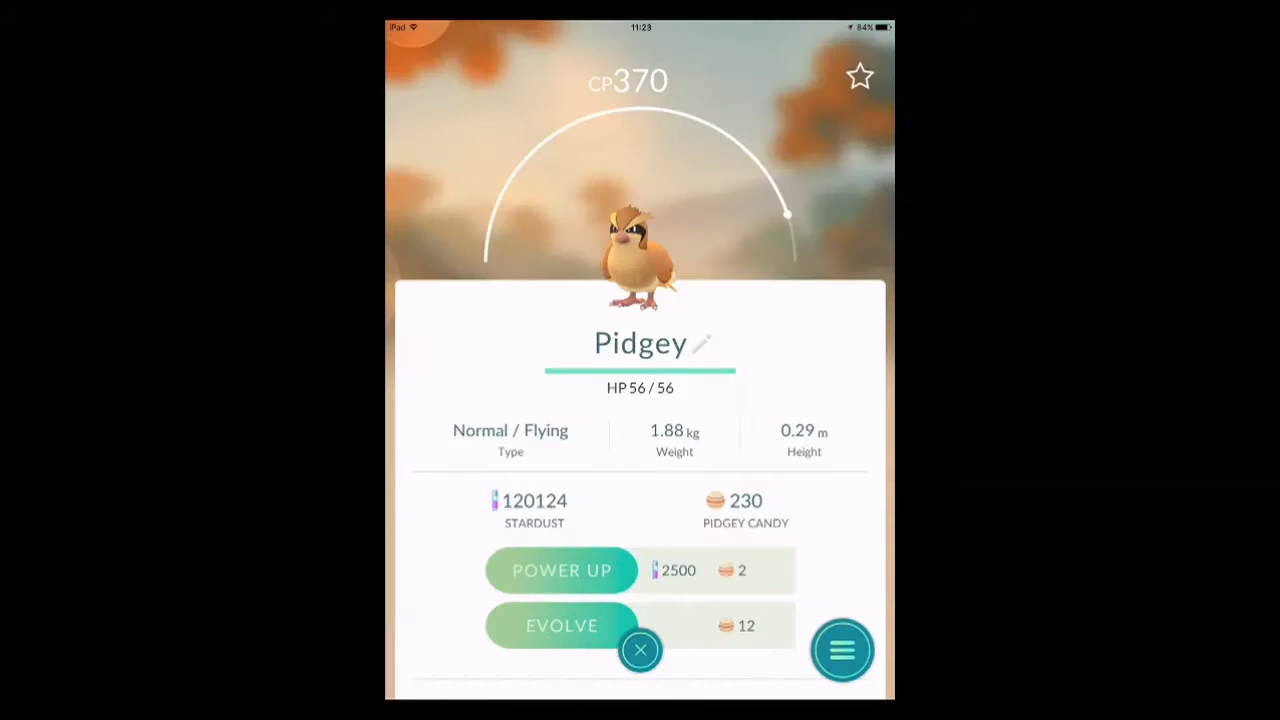 iPad 11:23 84%
CP370
Pidgey
HP 56 / 56
Normal / Flying 1.88 kg 0.29 m
Type Weight Height
120124 230
STARDUST PIDGEY CANDY
POWER UP 2500 2
EVOLVE 12